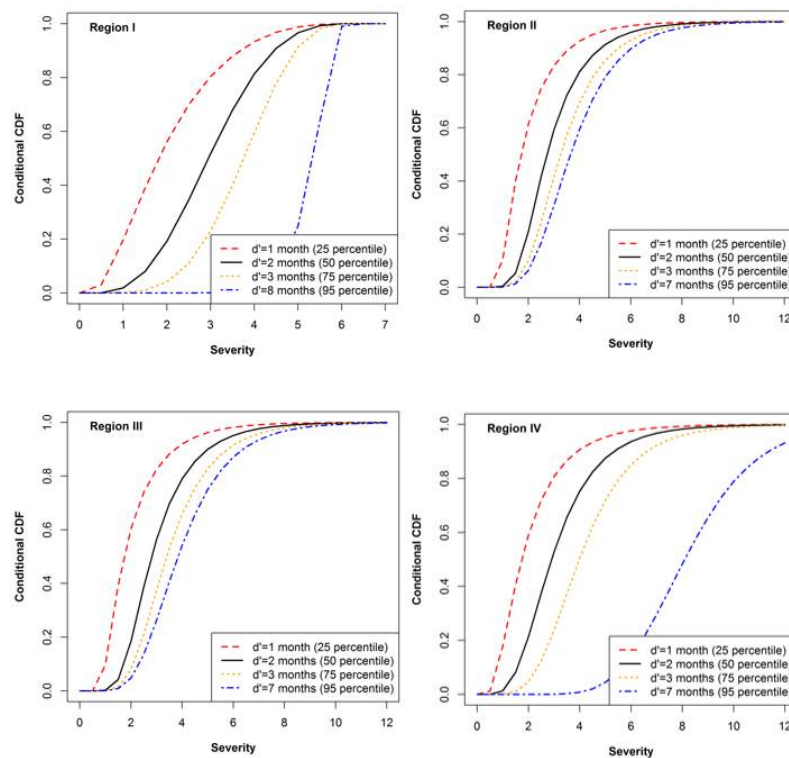 Region I
Conditional CDF
1.0
0.8
0.6
0.4
0.2
0.0
d'=1 month (25 percentile)
d'=2 months (50 percentile)
d'=3 months (75 percentile)
d'=8 months (95 percentile)
0 1 2 3 4 5 6 7
Severity
Region II
Conditional CDF
1.0
0.8
0.6
0.4
0.2
0.0
d'=1 month (25 percentile)
d'=2 months (50 percentile)
d'=3 months (75 percentile)
d'=7 months (95 percentile)
0 2 4 6 8 10 12
Severity
Region III
Conditional CDF
1.0
0.8
0.6
0.4
0.2
0.0
d'=1 month (25 percentile)
d'=2 months (50 percentile)
d'=3 months (75 percentile)
d'=7 months (95 percentile)
0 2 4 6 8 10 12
Severity
Region IV
Conditional CDF
1.0
0.8
0.6
0.4
0.2
0.0
d'=1 month (25 percentile)
d'=2 months (50 percentile)
d'=3 months (75 percentile)
d'=7 months (95 percentile)
0 2 4 6 8 10 12
Severity